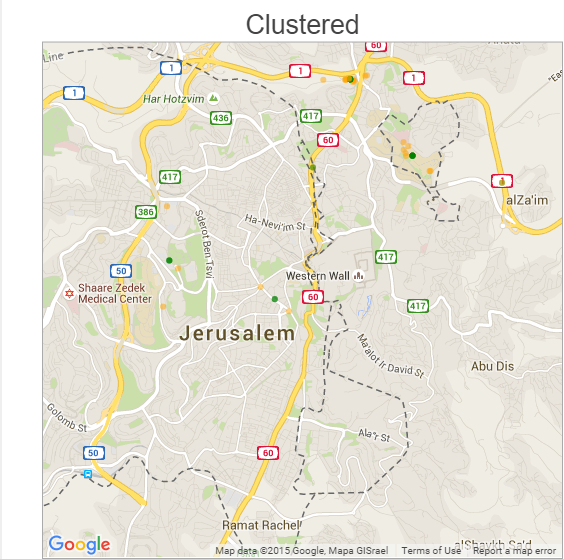 Clustered
Line
1
60
1
1
1
Har Hotzvim
436
417
60
417
60
386
alZa'im
Ha-Nevi'im St
Sderot Ben Tsvi
417
50
Western Wall
Shaare Zedek
Medical Center
60
417
Jerusalem
Ma'alot Ir David St
Abu Dis
Golomb St
Ala'r St
50
60
Ramat Rachel
alShaykh Sa'd
Google
Map data ©2015 Google, Mapa GISrael
Terms of Use
Report a map error